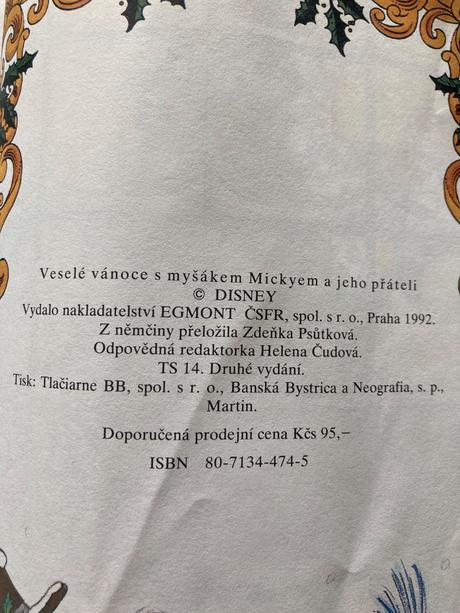 Veselé vánoce s myšákem Mickyem a jeho přáteli
© DISNEY
Vydalo nakladatelství EGMONT ČSFR, spol. s r. o., Praha 1992.
Z němčiny přeložila Zdeňka Psůtková.
Odpovědná redaktorka Helena Čudová.
TS 14. Druhé vydání.
Tisk: Tlačiarne BB, spol. s r. o., Banská Bystrica a Neografia, s. p.,
Martin.
Doporučená prodejní cena Kčs 95,–
ISBN 80-7134-474-5